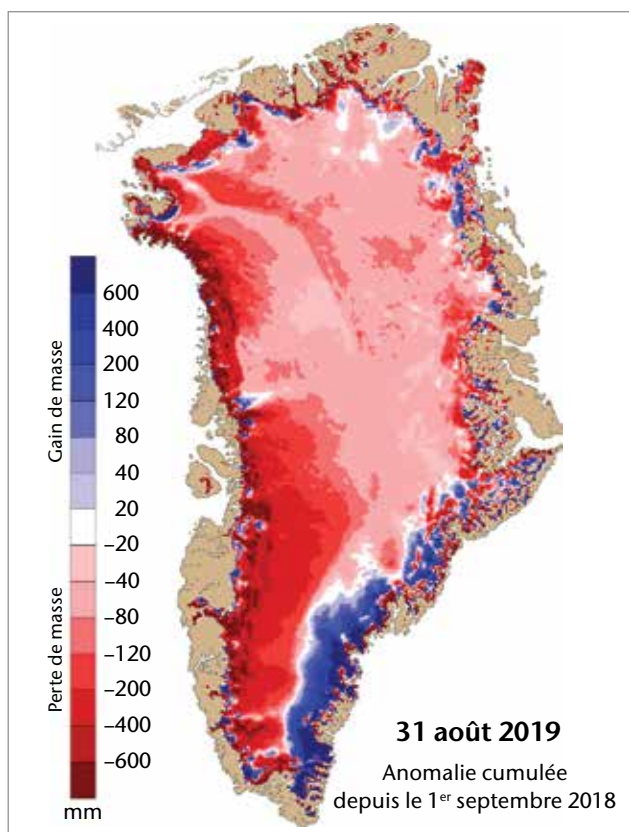 Gain de masse
Perte de masse
600
400
200
120
80
40
20
–20
–40
–80
–120
–200
–400
–600
mm
31 août 2019
Anomalie cumulée
depuis le 1er septembre 2018